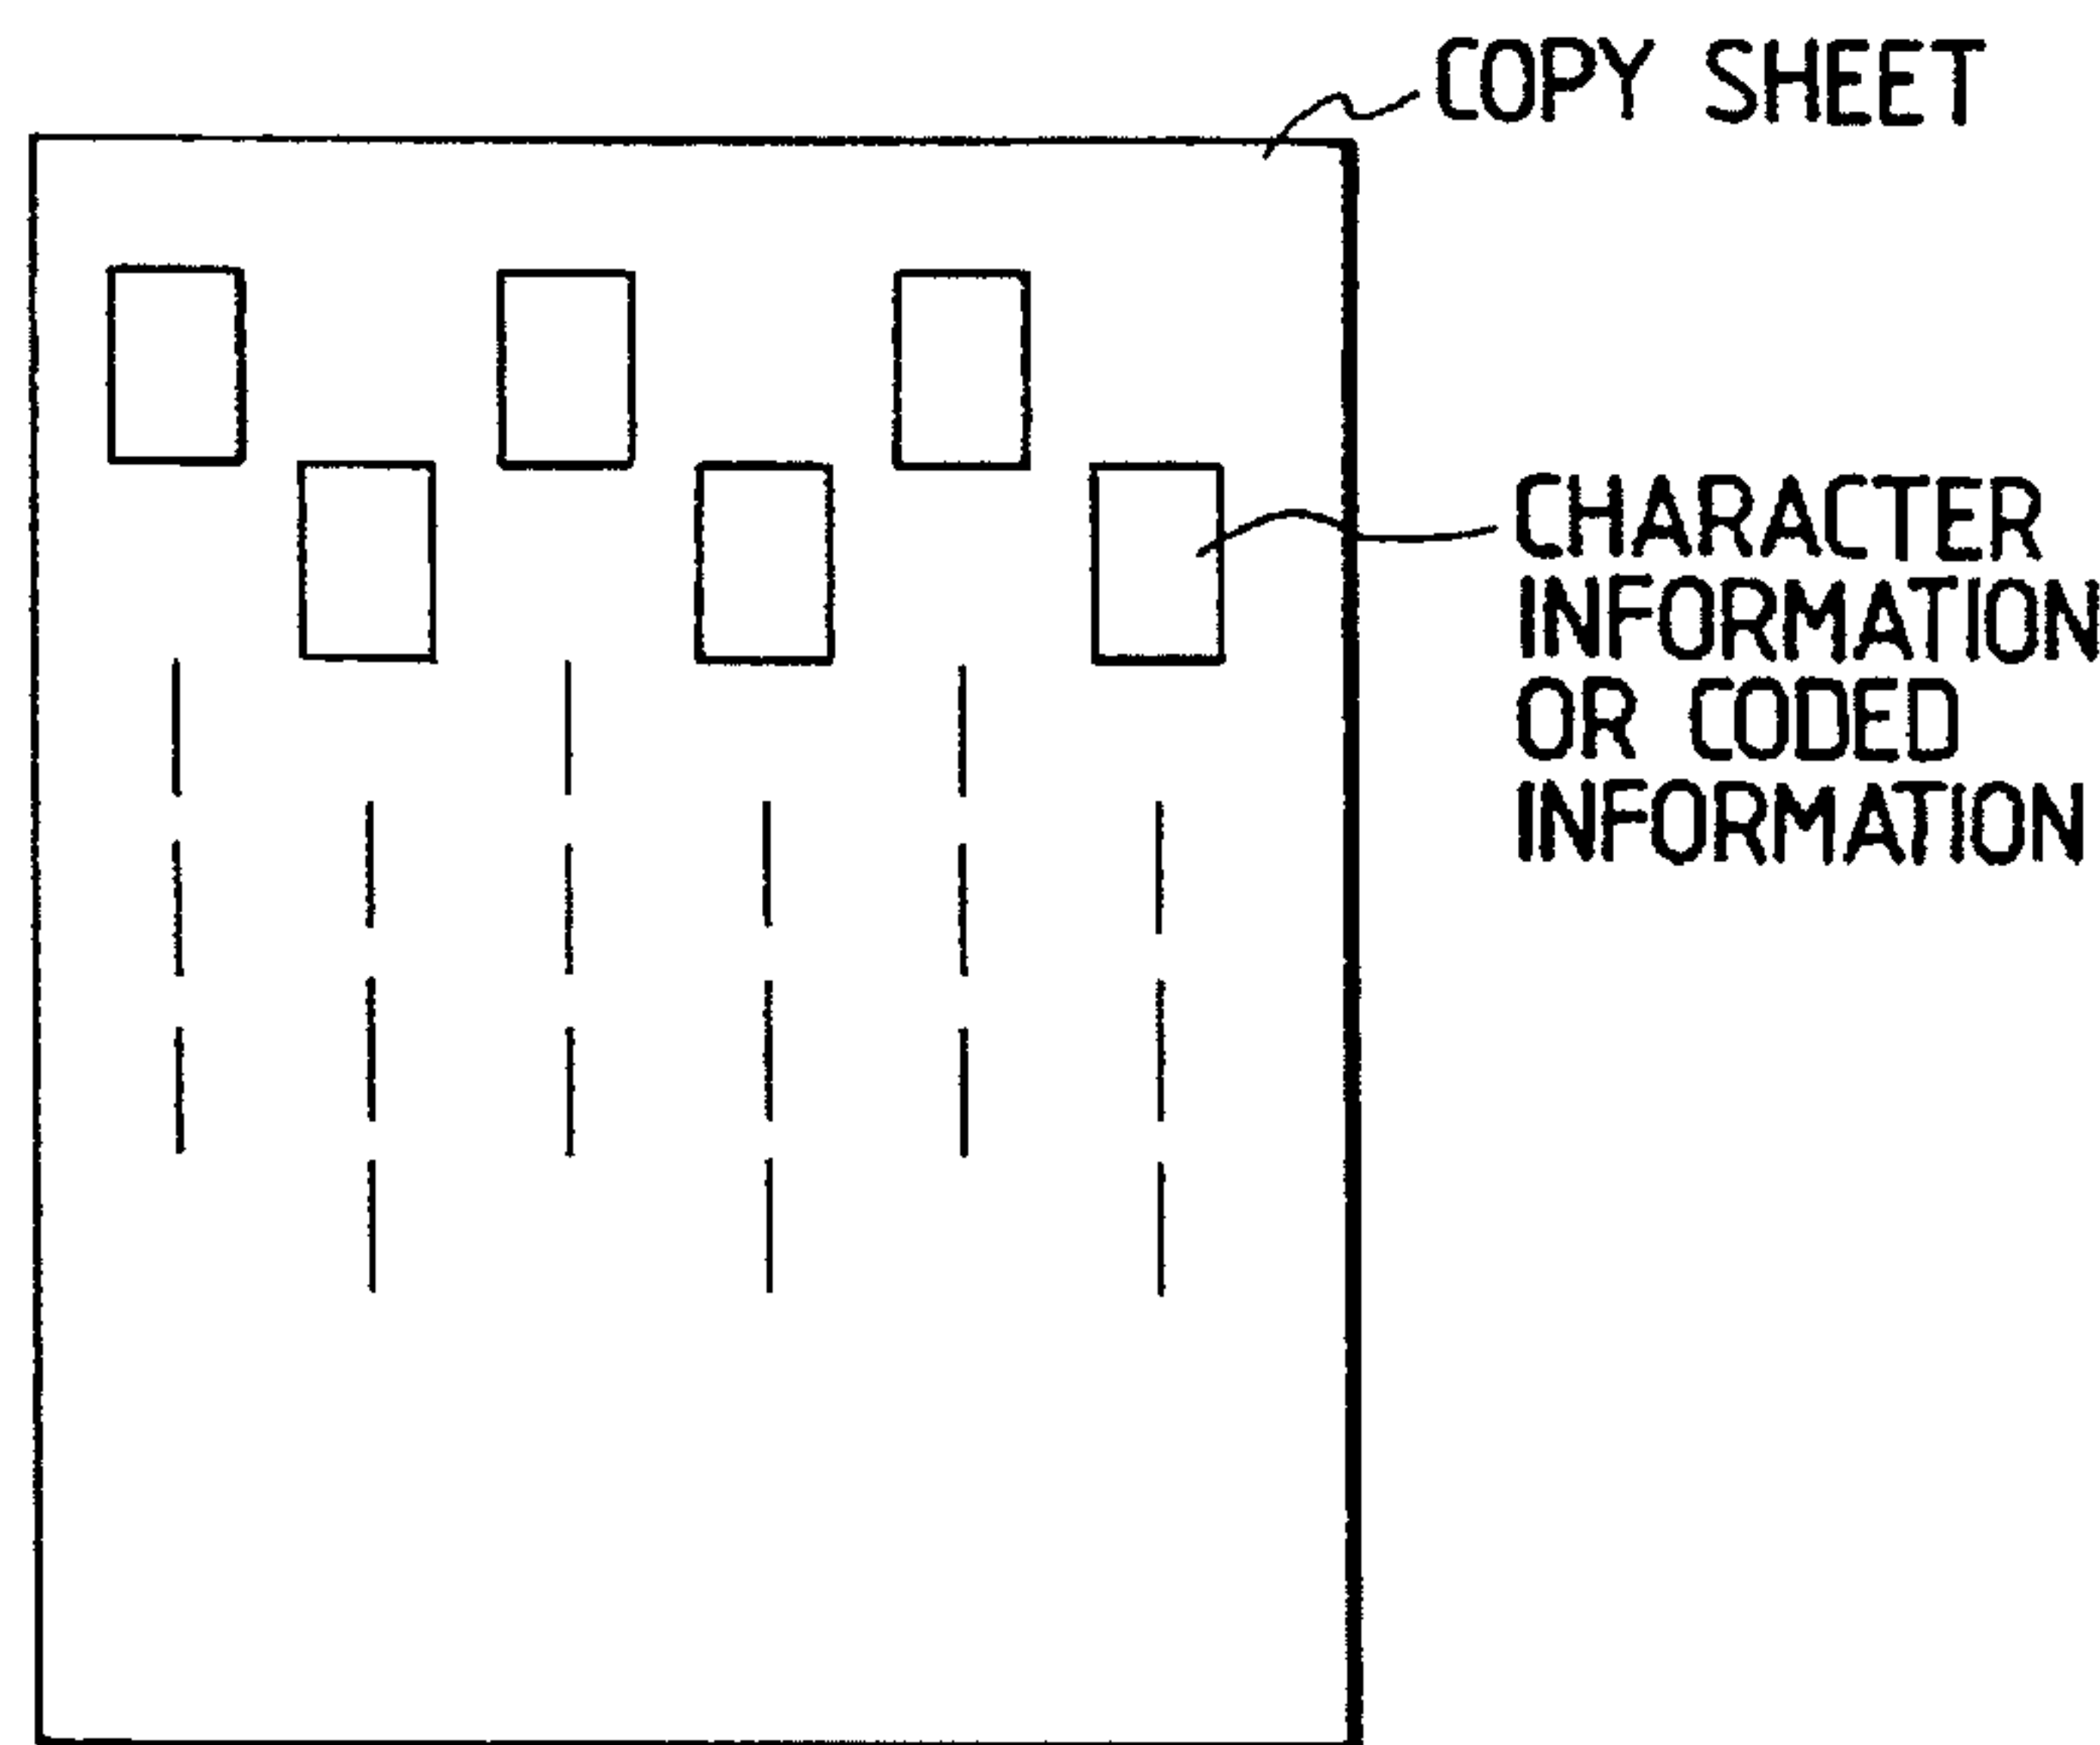 COPY SHEET
CHARACTER
INFORMATION
OR CODED
INFORMATION